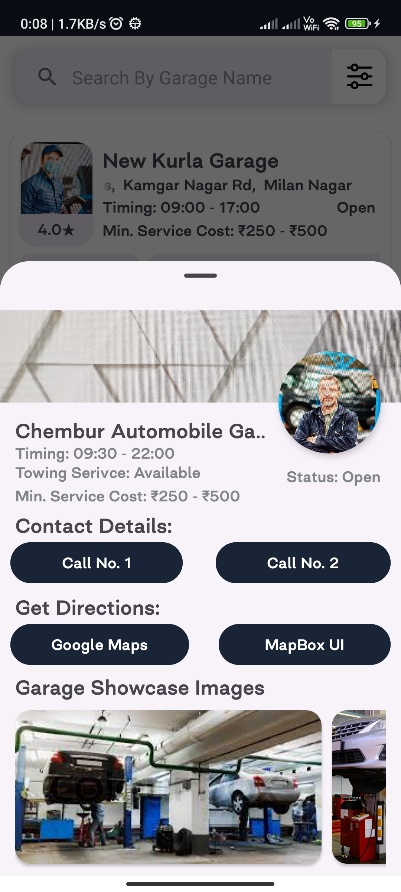 0:08 | 1.7KB/s
Vo
WiFi
95
Search By Garage Name
New Kurla Garage
s, Kamgar Nagar Rd, Milan Nagar
Timing: 09:00 - 17:00 Open
4.0★ Min. Service Cost: ₹250 - ₹500
Chembur Automobile Ga..
Timing: 09:30 - 22:00
Towing Serivce: Available
Status: Open
Min. Service Cost: ₹250 - ₹500
Contact Details:
Call No. 1 Call No. 2
Get Directions:
Google Maps MapBox UI
Garage Showcase Images